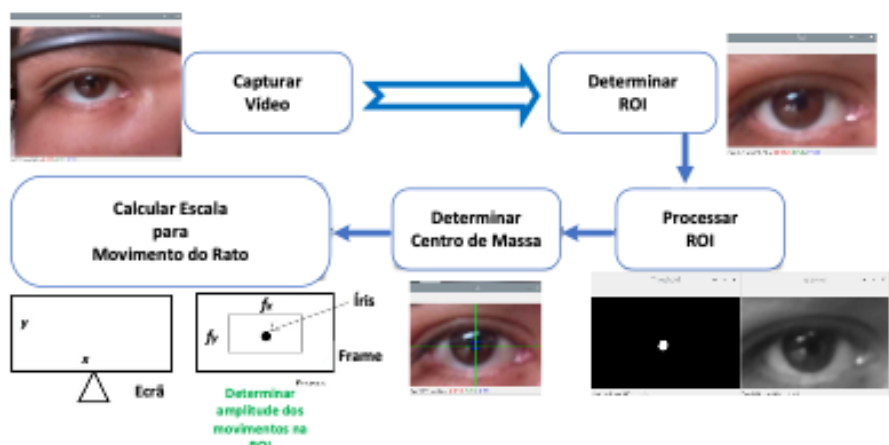 Capturar
Vídeo
Determinar
ROI
Processar
ROI
Determinar
Centro de Massa
Calcular Escala
para
Movimento do Rato
y
x
Ecrã
fx
fy
Íris
Frame
Determinar
amplitude dos
movimentos na
ROI